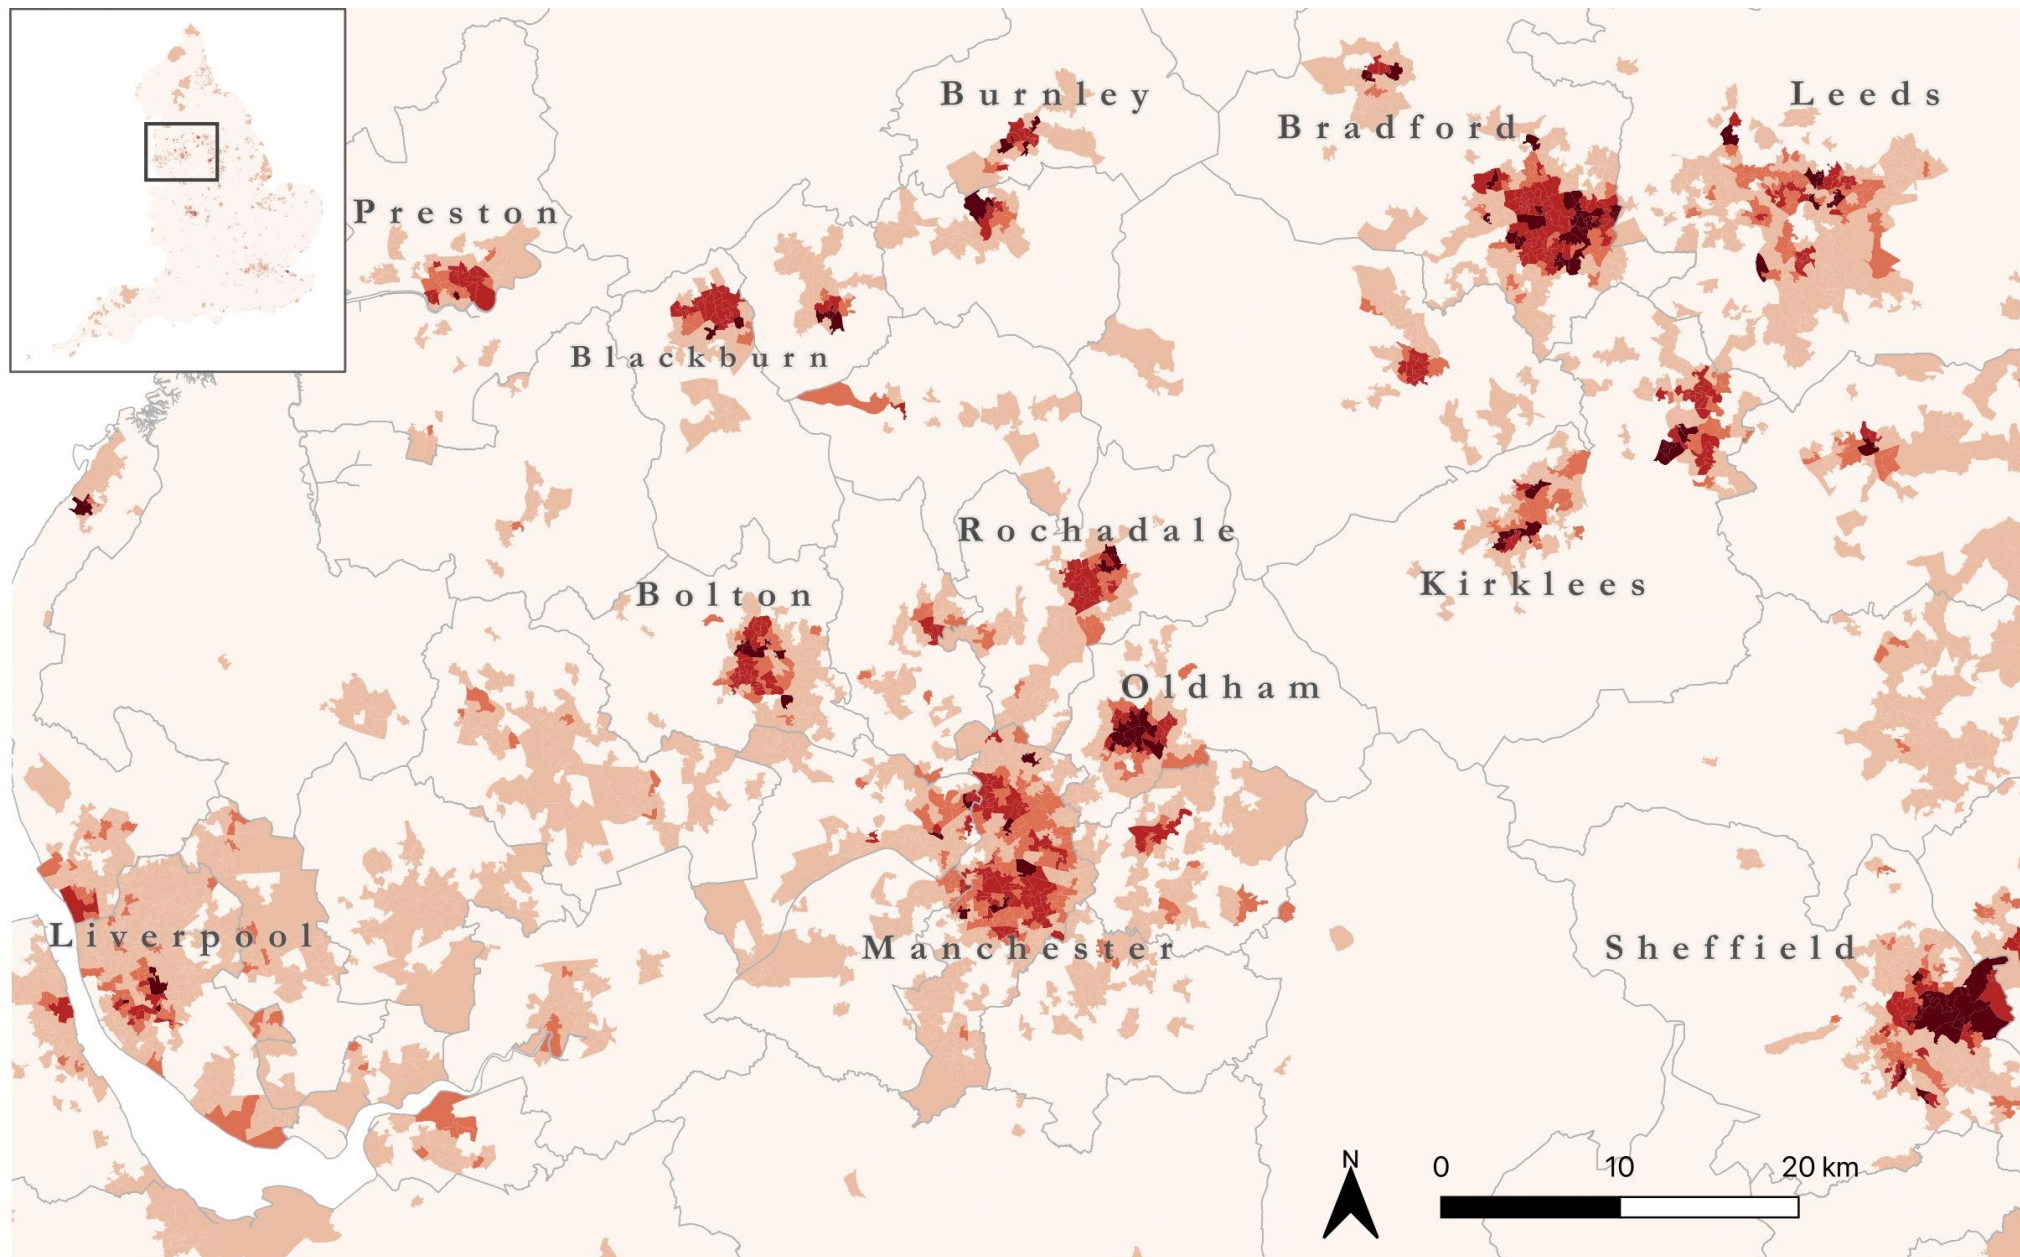 Burnley
Leeds
Bradford
Preston
Blackburn
Rochadale
Kirklees
Bolton
Oldham
Liverpool
Manchester
Sheffield
N
0 10 20 km